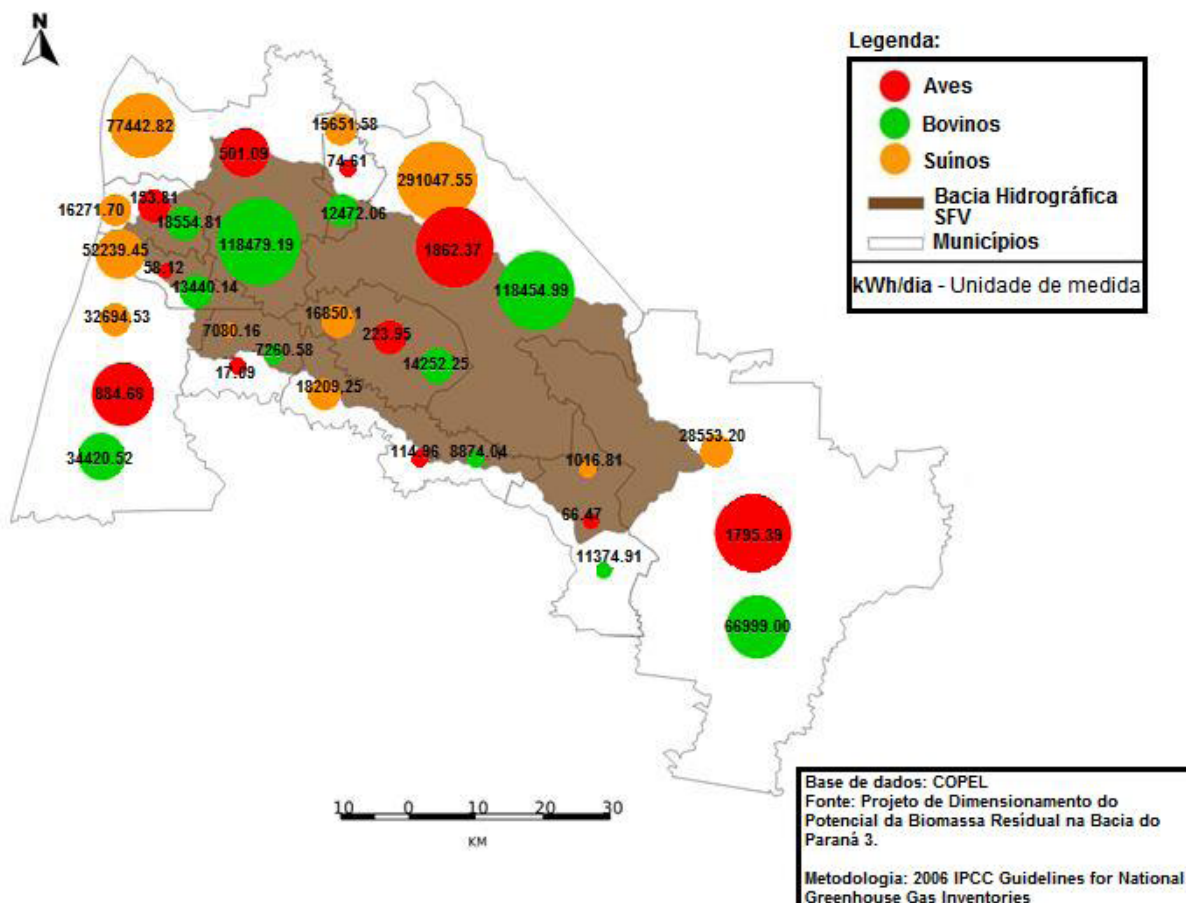 N
Legenda:
Aves
Bovinos
Suínos
Bacia Hidrográfica
SFV
Municípios
kWh/dia - Unidade de medida
77442.82
501.09
15651.58
74.61
291047.55
16271.70
153.81
18554.81
12472.06
118479.19
1862.37
52239.45
58.12
13440.14
118454.99
32694.53
7080.16
16850.1
223.95
7260.58
17.09
14252.25
18209.25
884.68
34420.52
114.96
8874.04
1016.81
28553.20
66.47
1795.39
11374.91
66999.00
10 0 10 20 30
KM
Base de dados: COPEL
Fonte: Projeto de Dimensionamento do
Potencial da Biomassa Resídual na Bacia do
Paraná 3.
Metodologia: 2006 IPCC Guidelines for National
Greenhouse Gas Inventories